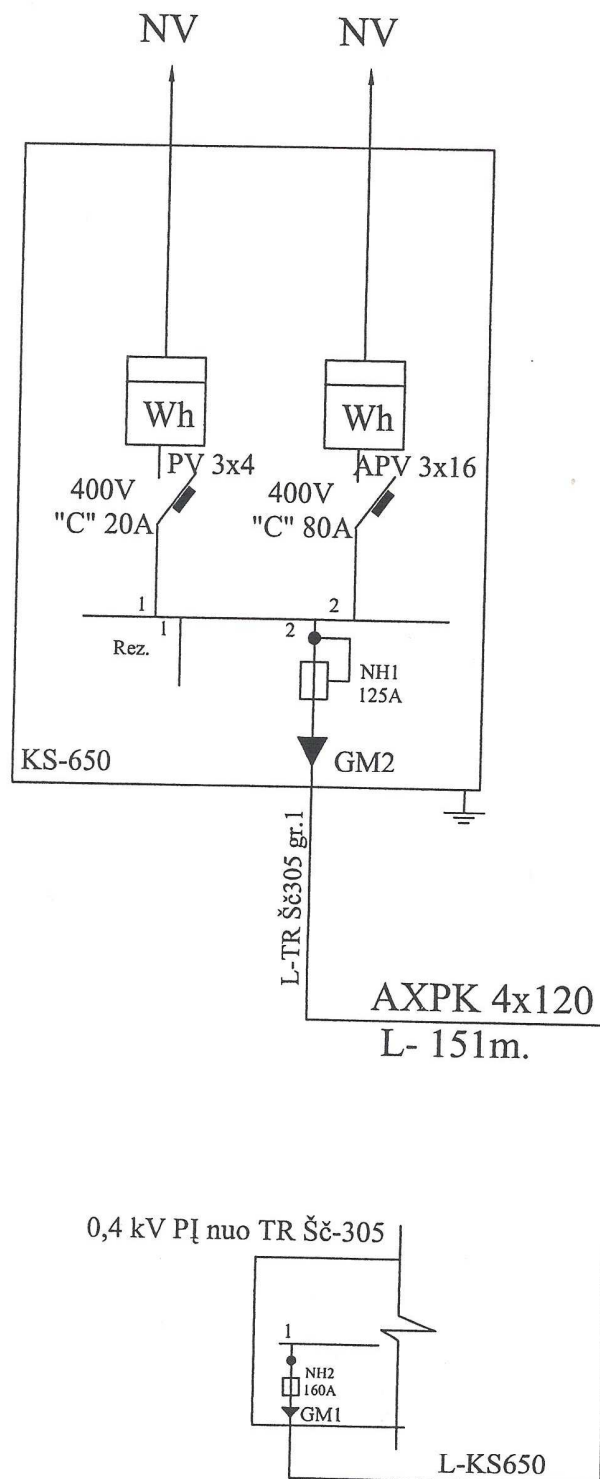 NV
NV
Wh
Wh
PV 3x4
APV 3x16
400V
"C" 20A
400V
"C" 80A
1
2
1
2
Rez.
NH1
125A
KS-650
GM2
L-TR Šč305 gr.1
AXPK 4x120
L- 151m.
0,4 kV PĮ nuo TR Šč-305
1
NH2
160A
GM1
L-KS650